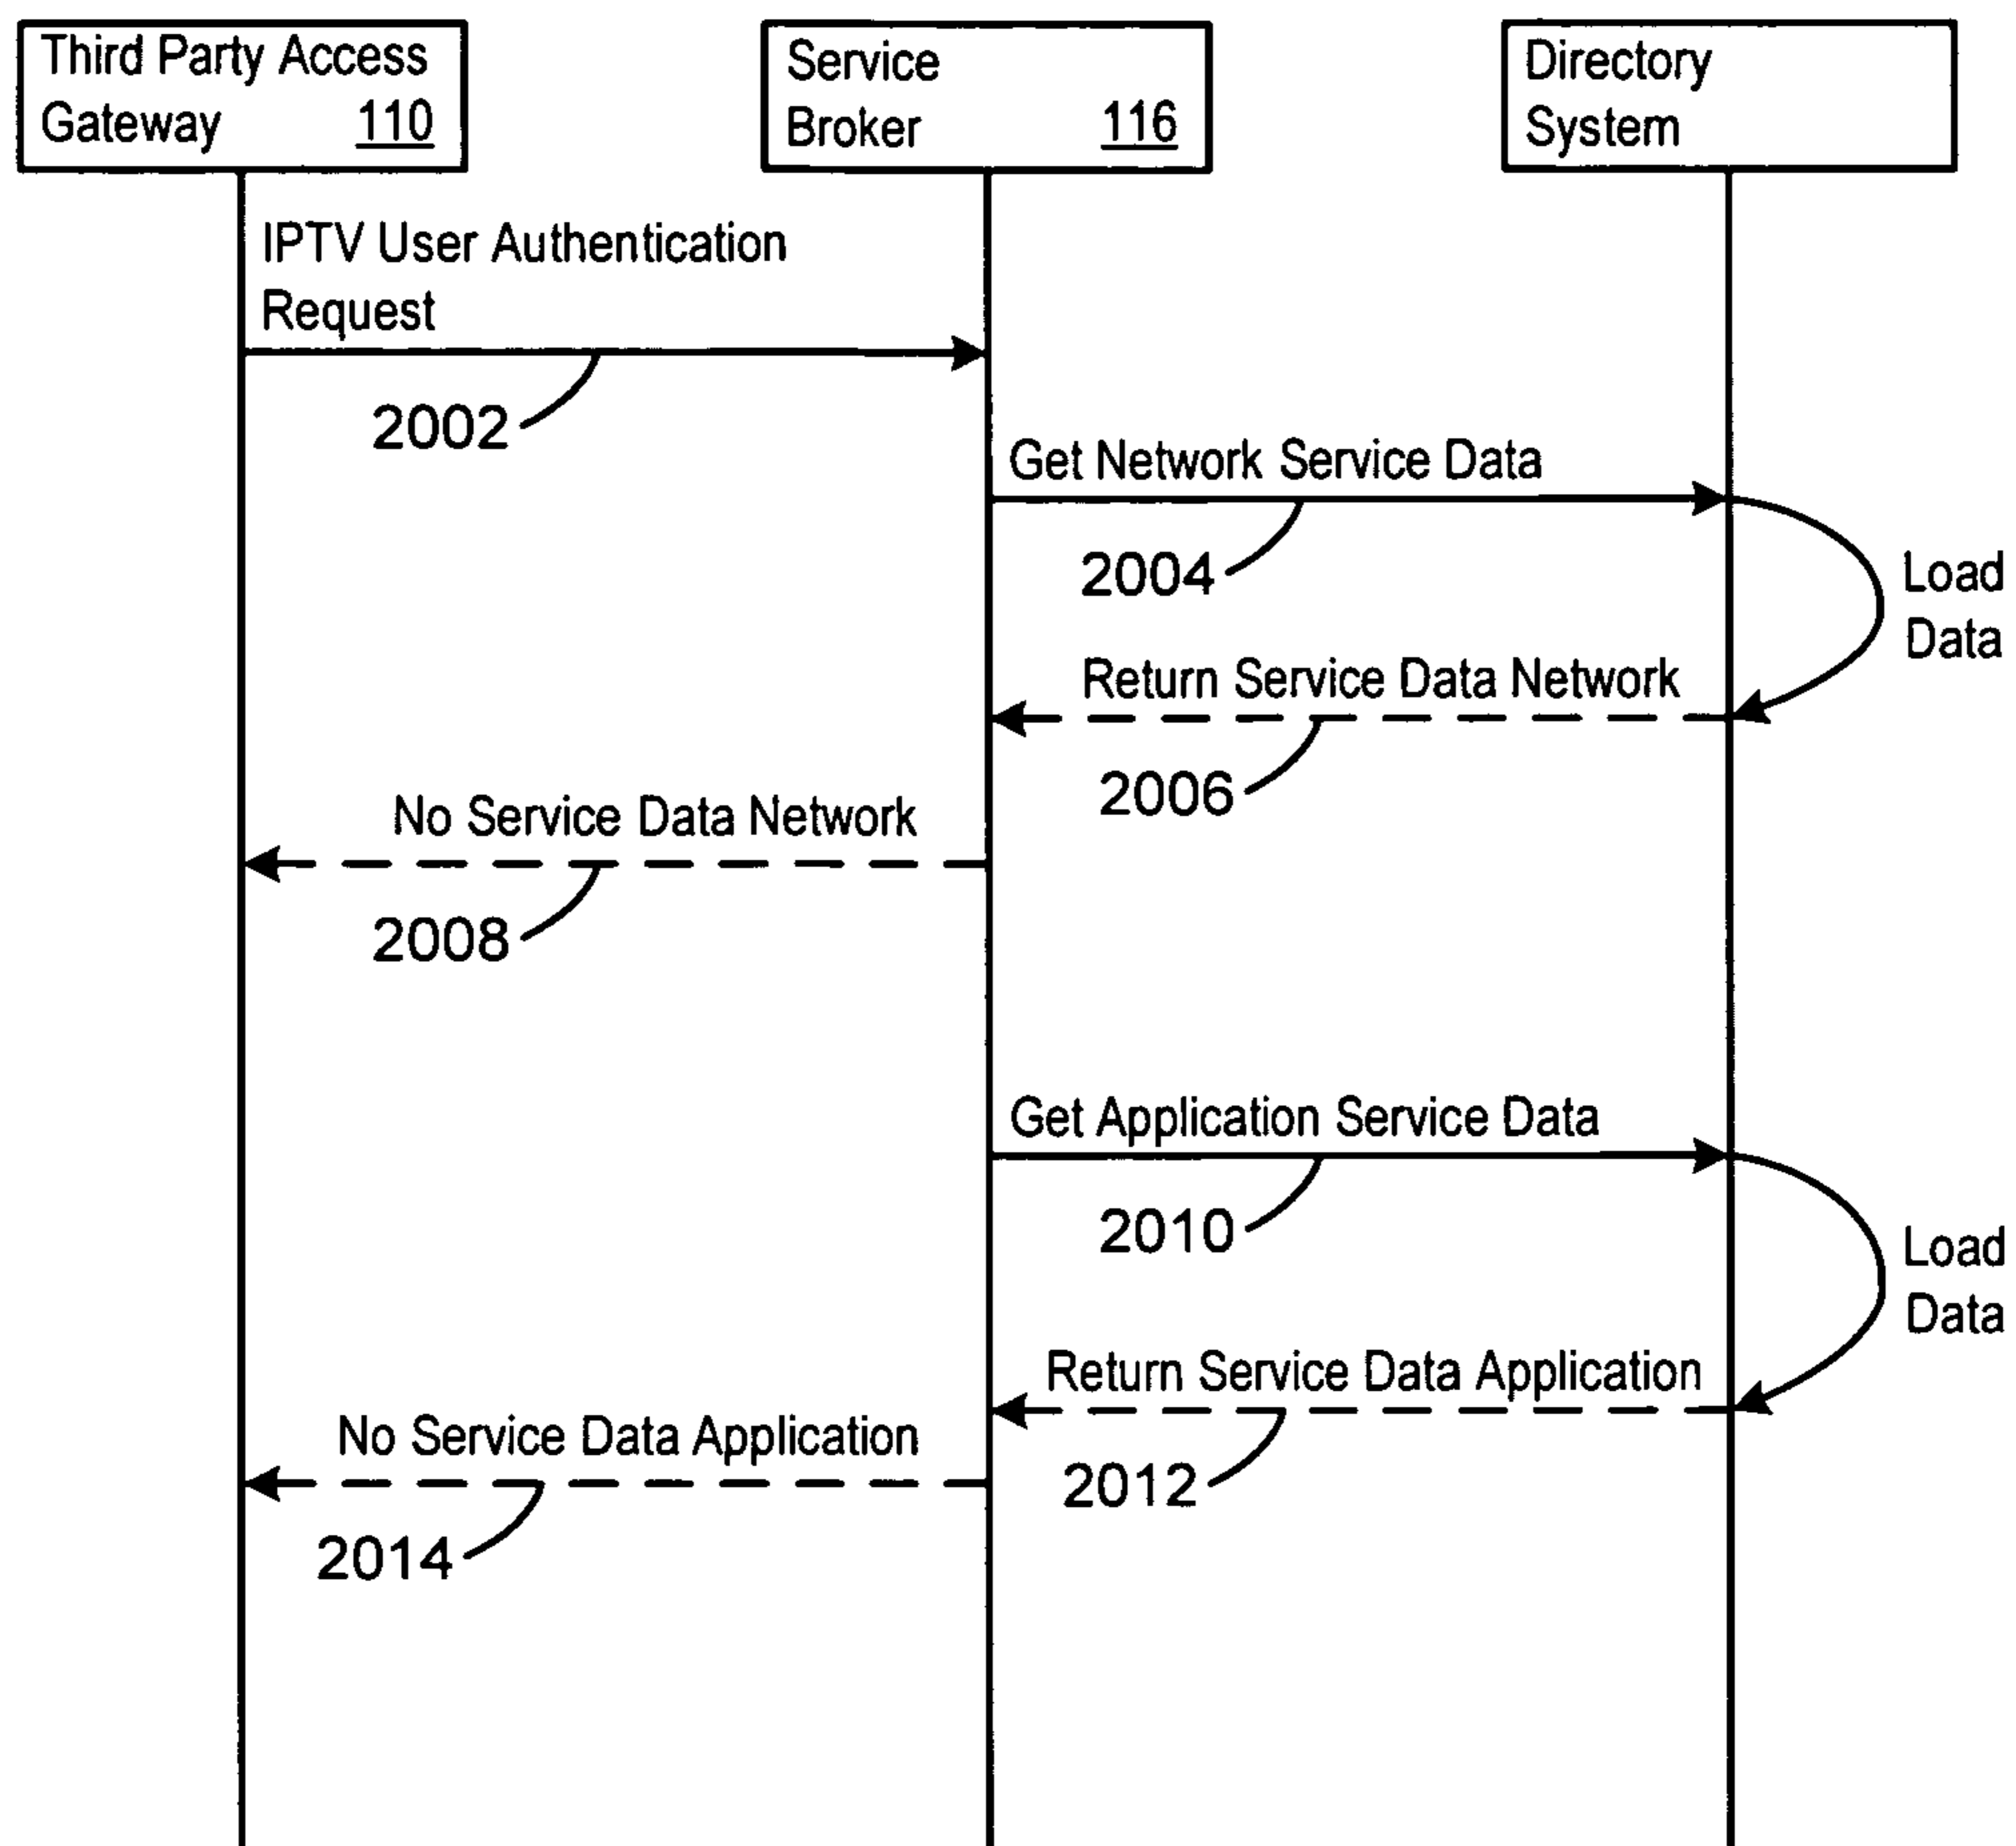 Third Party Access
Gateway 110
Service
Broker 116
Directory
System
IPTV User Authentication
Request
2002
Get Network Service Data
2004
Load
Data
Return Service Data Network
2006
No Service Data Network
2008
Get Application Service Data
2010
Load
Data
Return Service Data Application
2012
No Service Data Application
2014